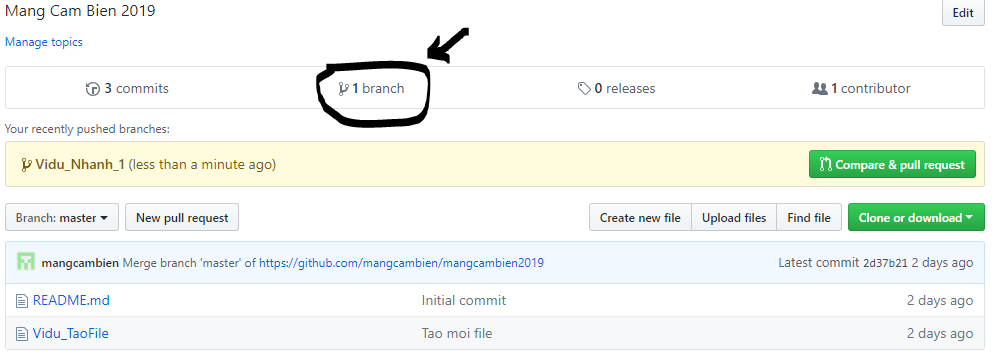 Mang Cam Bien 2019
Edit
Manage topics
3 commits 1 branch 0 releases 1 contributor
Your recently pushed branches:
Vidu_Nhanh_1 (less than a minute ago) Compare & pull request
Branch: master New pull request Create new file Upload files Find file Clone or download
mangcambien Merge branch 'master' of https://github.com/mangcambien/mangcambien2019 Latest commit 2d37b21 2 days ago
README.md Initial commit 2 days ago
Vidu_TaoFile Tao moi file 2 days ago